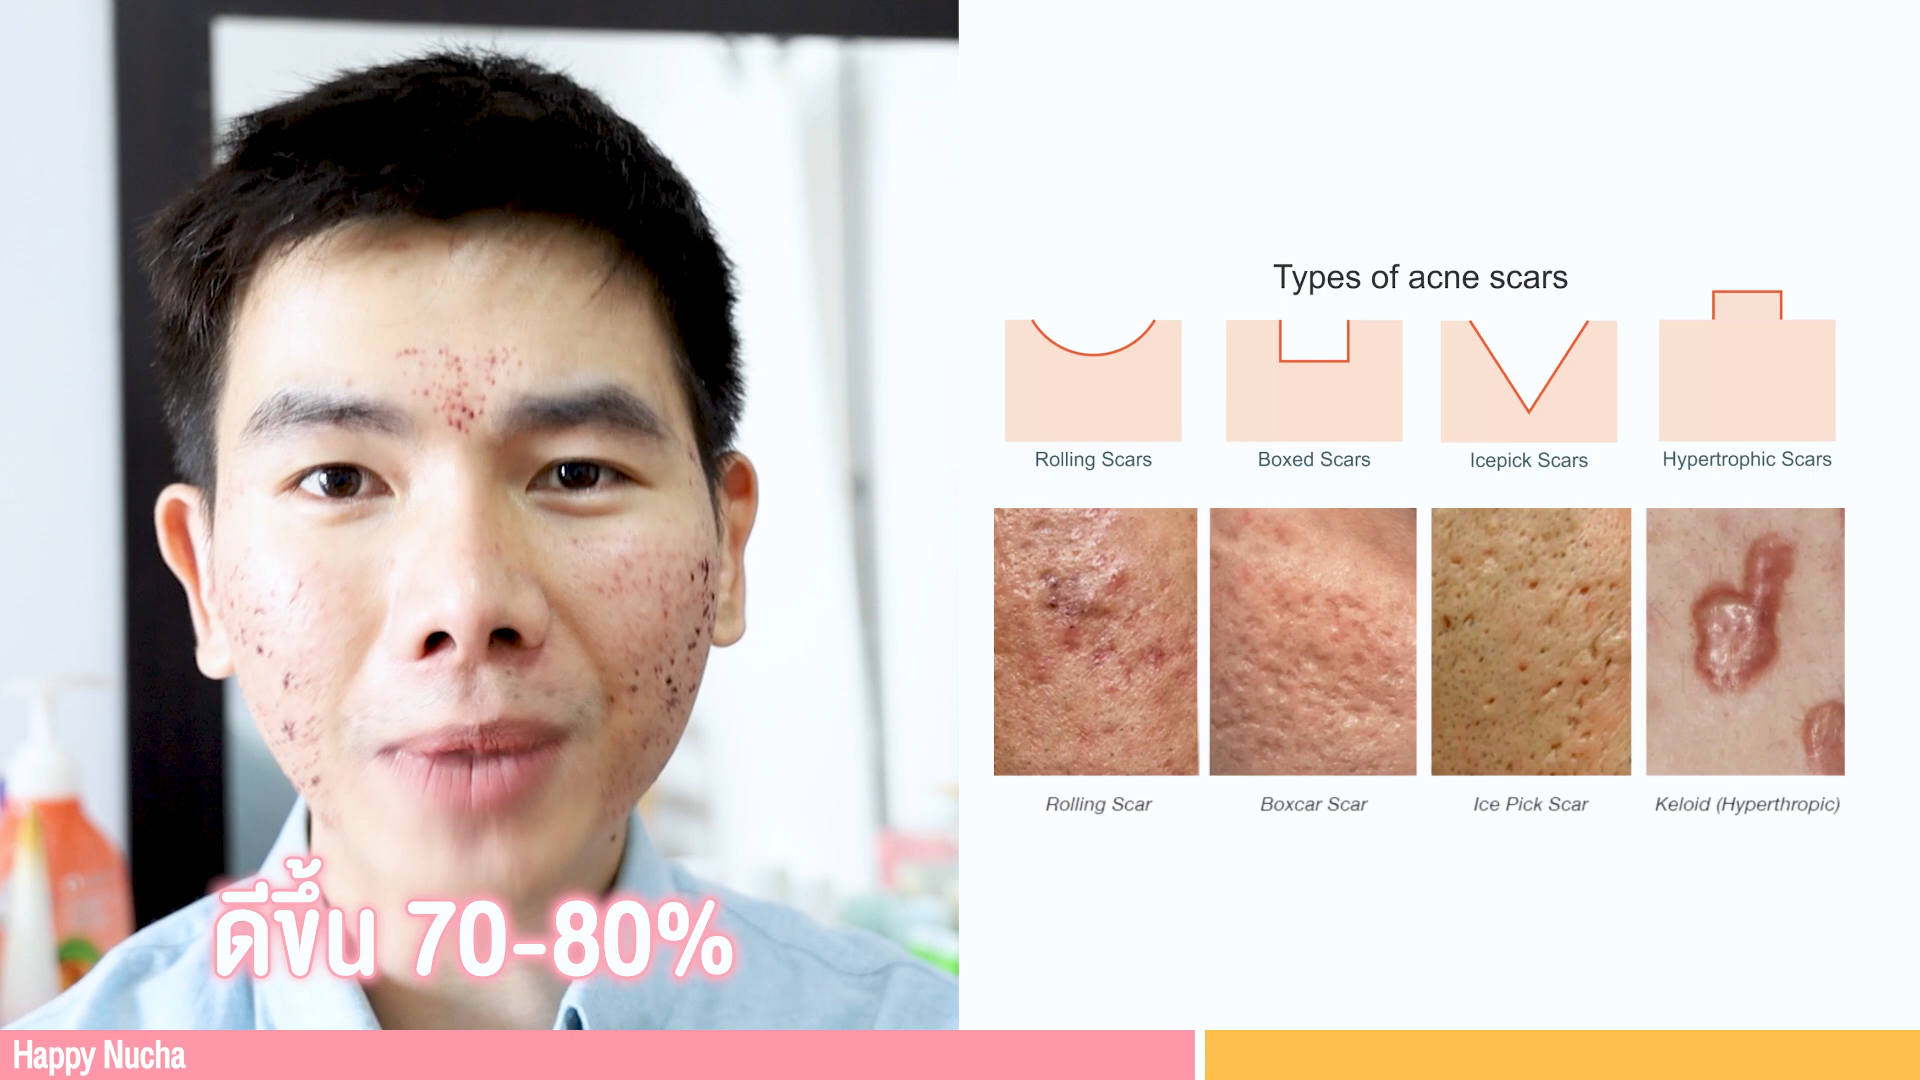 ดีขึ้น 70-80%
Types of acne scars
Rolling Scars
Boxed Scars
Icepick Scars
Hypertrophic Scars
Rolling Scar
Boxcar Scar
Ice Pick Scar
Keloid (Hyperthropic)
Happy Nucha